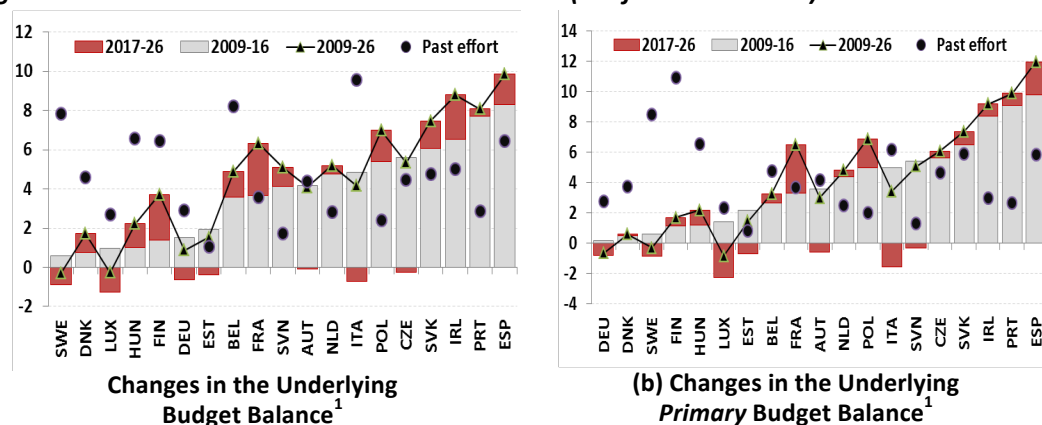 2017-26 2009-16 2009-26 Past effort
12
10
8
6
4
2
0
-2
SWE DNK LUX HUN FIN DEU EST BEL FRA SVN AUT NLD ITA POL CZE SVK IRL PRT ESP
Changes in the Underlying
Budget Balance1
2017-26 2009-16 2009-26 Past effort
14
12
10
8
6
4
2
0
-2
-4
DEU DNK SWE FIN HUN LUX EST BEL FRA AUT NLD POL ITA SVN CZE SVK IRL PRT ESP
(b) Changes in the Underlying
Primary Budget Balance1